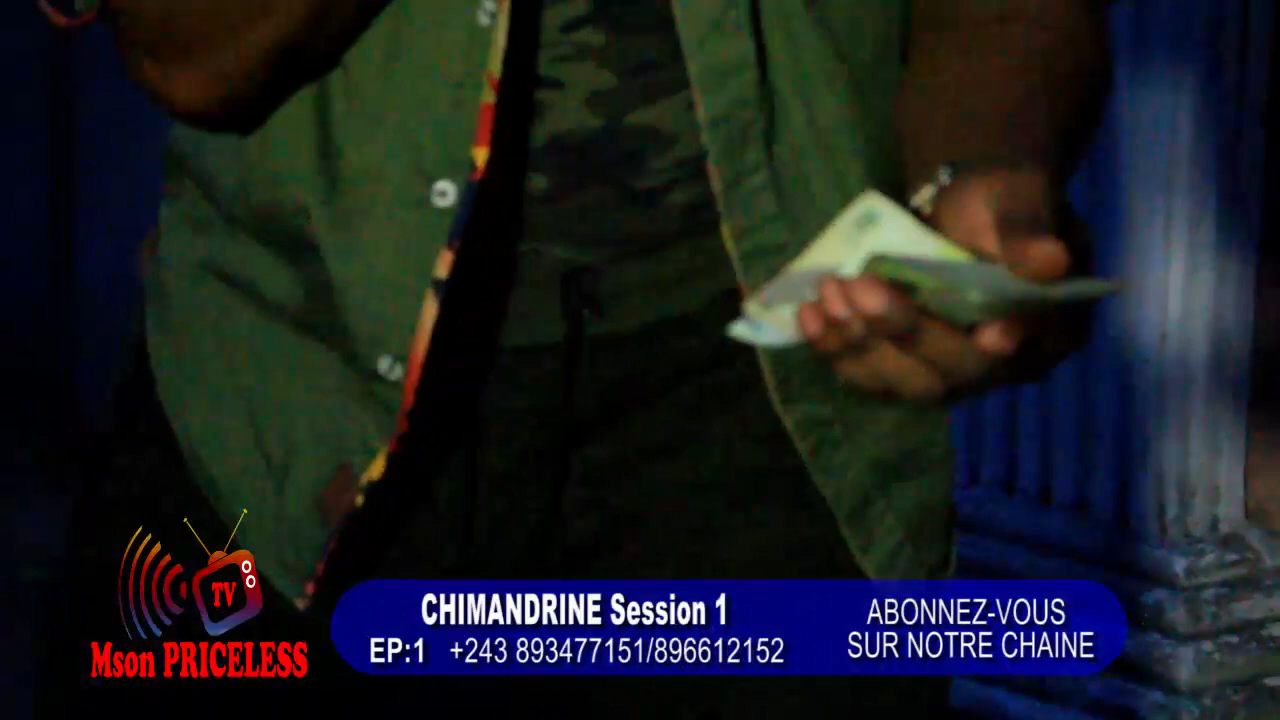 TV
Mson PRICELESS
CHIMANDRINE Session 1
EP:1 +243 893477151/896612152
ABONNEZ-VOUS
SUR NOTRE CHAINE